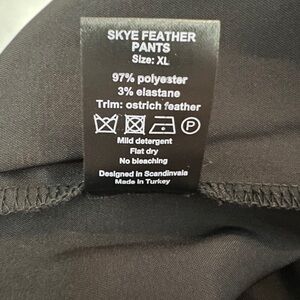 SKYE FEATHER
PANTS
Size: XL
97% polyester
3% elastane
Trim: ostrich feather
P
Mild detergent
Flat dry
No bleaching
Designed in Scandinvaia
Made in Turkey